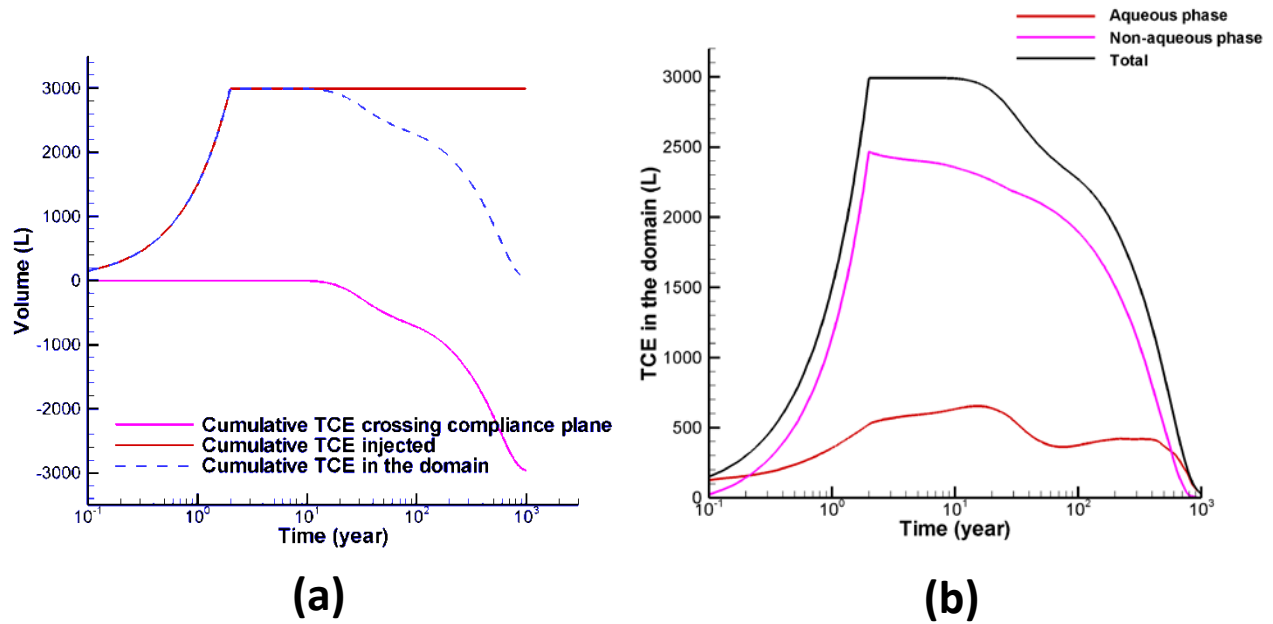 3000
2000
1000
0
-1000
-2000
-3000
Volume (L)
Cumulative TCE crossing compliance plane
Cumulative TCE injected
Cumulative TCE in the domain
10-1
100
101
102
103
Time (year)
(a)
Aqueous phase
Non-aqueous phase
Total
3000
2500
2000
1500
1000
500
0
TCE in the domain (L)
10-1
100
101
102
103
Time (year)
(b)